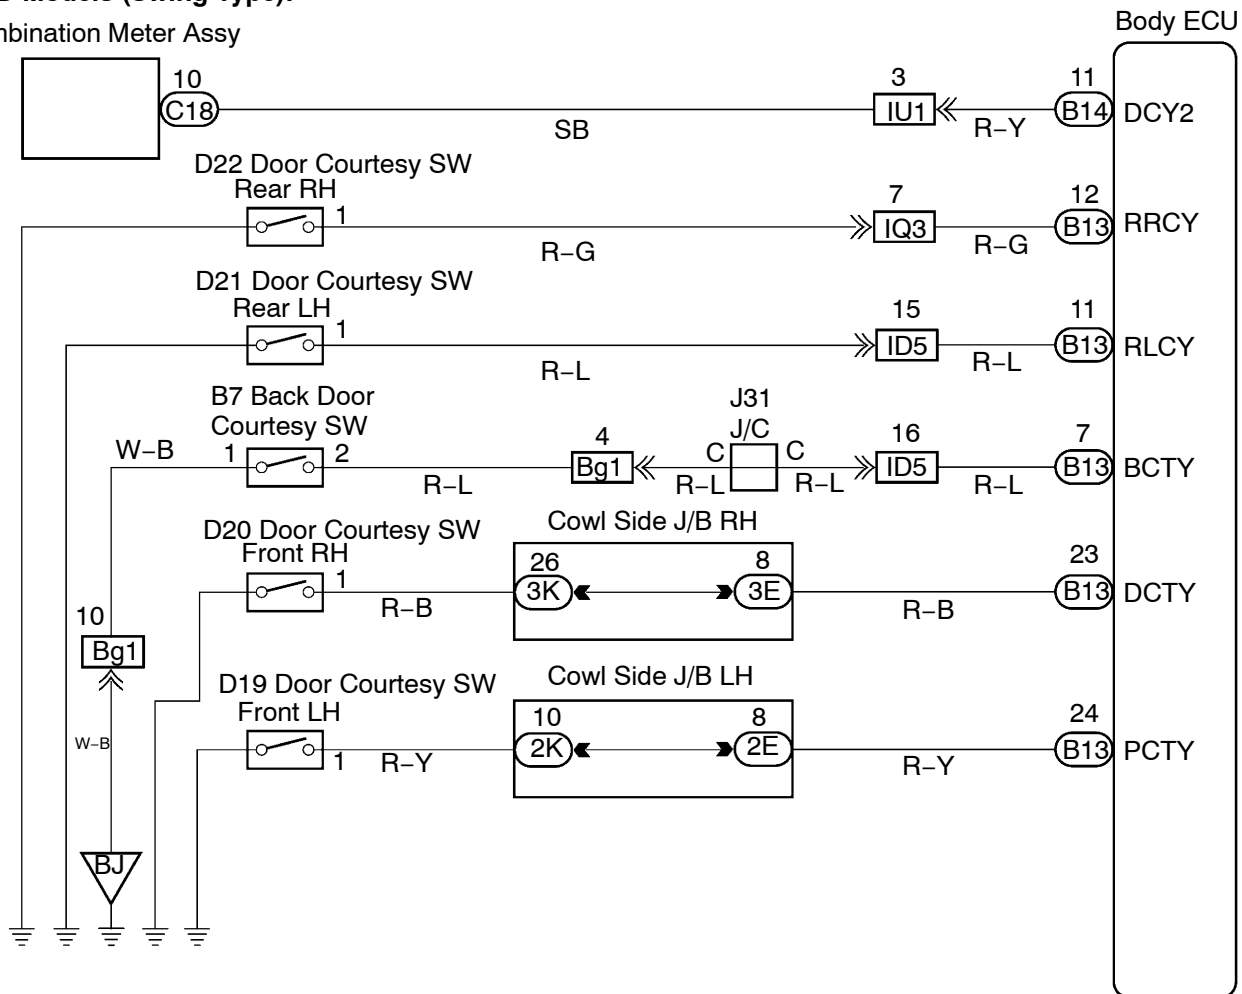 Models (Swing Type):
Combination Meter Assy
Body ECU
10
C18
SB
3
IU1
R–Y
11
B14
DCY2
D22 Door Courtesy SW
Rear RH
1
R–G
7
IQ3
R–G
12
B13
RRCY
D21 Door Courtesy SW
Rear LH
1
R–L
15
ID5
R–L
11
B13
RLCY
B7 Back Door
Courtesy SW
W–B
1
2
R–L
4
Bg1
R–L
C
J31
J/C
C
R–L
16
ID5
R–L
7
B13
BCTY
D20 Door Courtesy SW
Front RH
1
R–B
Cowl Side J/B RH
26
3K
8
3E
R–B
23
B13
DCTY
10
Bg1
W–B
BJ
D19 Door Courtesy SW
Front LH
1
R–Y
Cowl Side J/B LH
10
2K
8
2E
R–Y
24
B13
PCTY